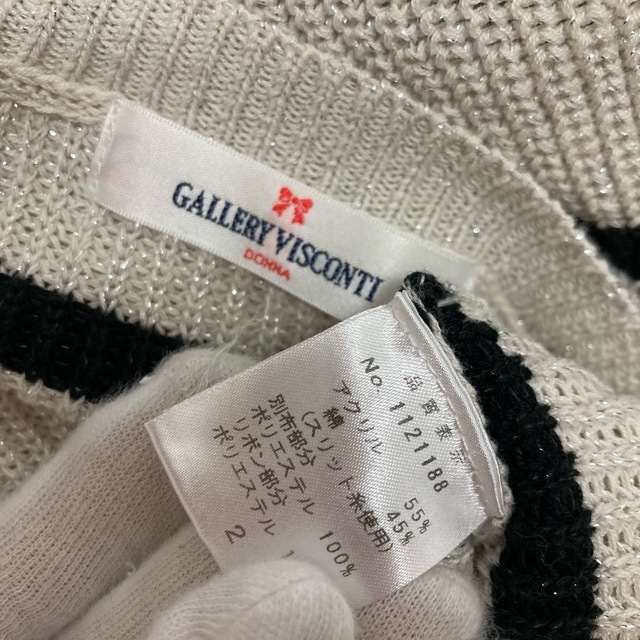 GALLERY VISCONTI
DONNA
品質表示
No. 1121188
アクリル 55%
綿 45%
(スリット糸使用)
別布部分
ポリエステル 100%
リボン部分
ポリエステル 1
2